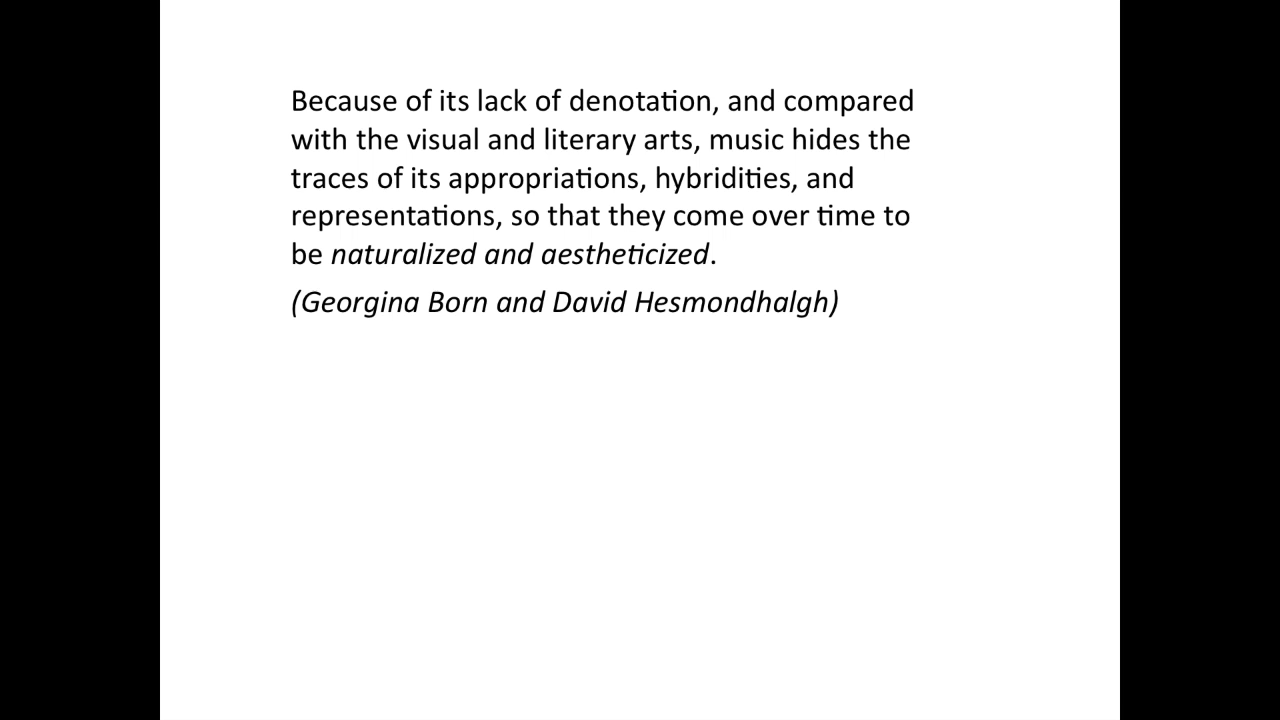 Because of its lack of denotation, and compared
with the visual and literary arts, music hides the
traces of its appropriations, hybridities, and
representations, so that they come over time to
be naturalized and aestheticized.
(Georgina Born and David Hesmondhalgh)